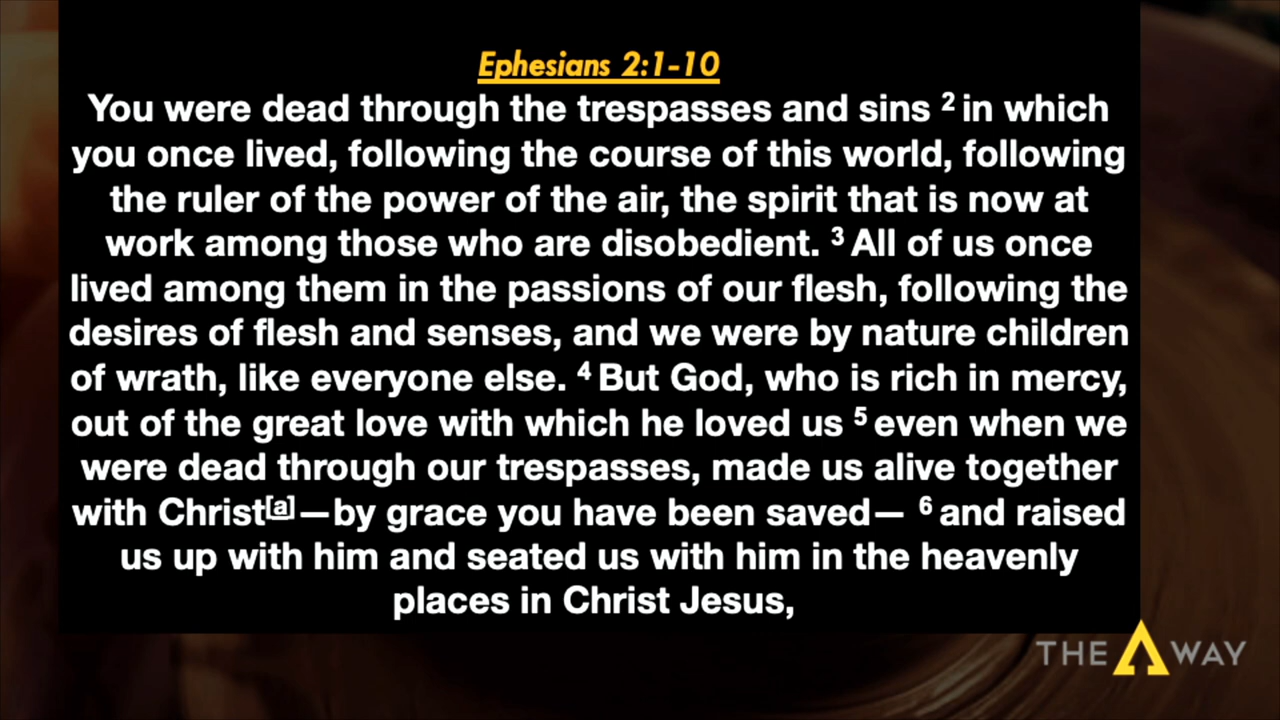 Ephesians 2:1-10
You were dead through the trespasses and sins 2 in which
you once lived, following the course of this world, following
the ruler of the power of the air, the spirit that is now at
work among those who are disobedient. 3 All of us once
lived among them in the passions of our flesh, following the
desires of flesh and senses, and we were by nature children
of wrath, like everyone else. 4 But God, who is rich in mercy,
out of the great love with which he loved us 5 even when we
were dead through our trespasses, made us alive together
with Christ[a]—by grace you have been saved— 6 and raised
us up with him and seated us with him in the heavenly
places in Christ Jesus,
THE WAY